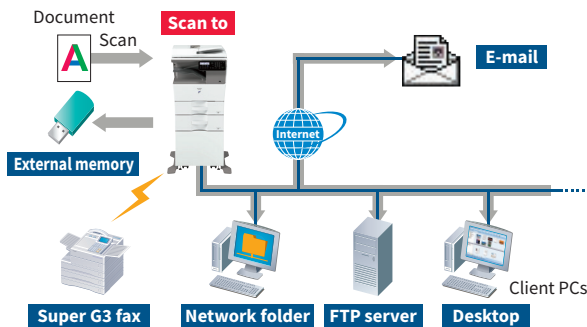 Document
Scan
Scan to
A
E-mail
Internet
External memory
Client PCs
Super G3 fax
Network folder
FTP server
Desktop